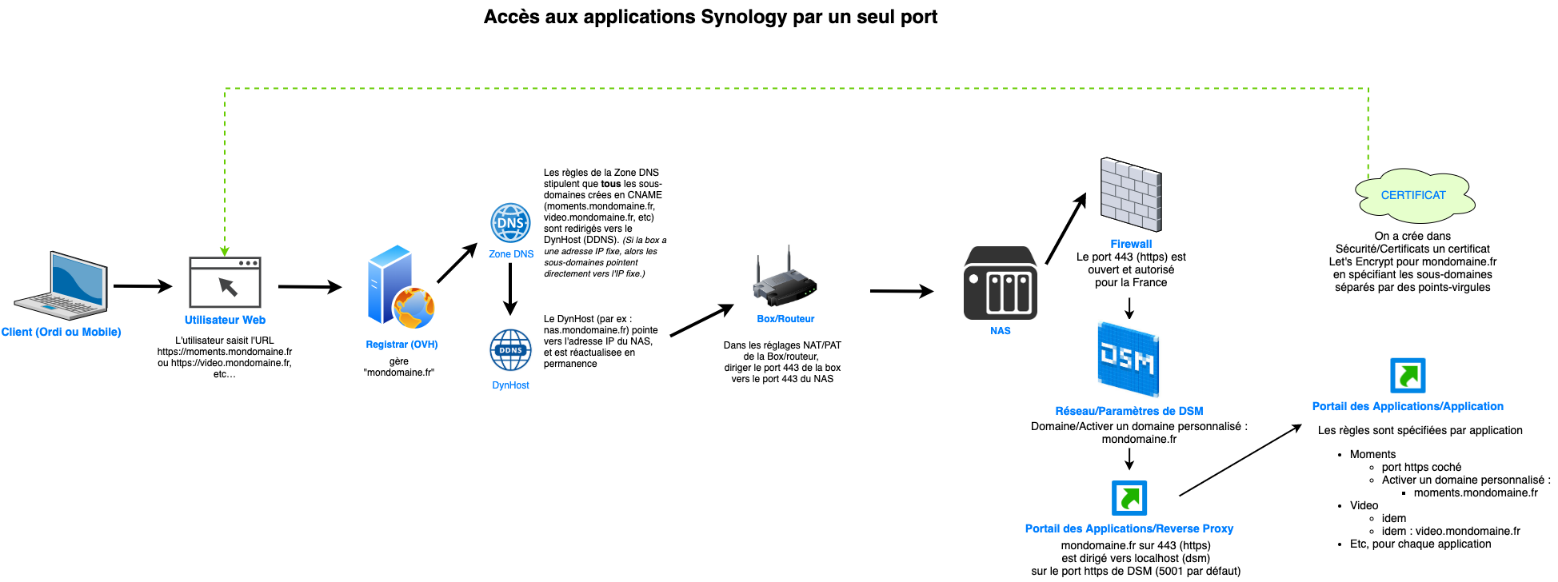 Accès aux applications Synology par un seul port
Client (Ordi ou Mobile)
Utilisateur Web
L'utilisateur saisit l'URL
https://moments.mondomaine.fr
ou https://video.mondomaine.fr,
etc…
Registrar (OVH)
gère
"mondomaine.fr"
DNS
Zone DNS
Les règles de la Zone DNS
stipulent que tous les sous-
domaines crées en CNAME
(moments.mondomaine.fr,
video.mondomaine.fr, etc)
sont redirigés vers le
DynHost (DDNS). (Si la box a
une adresse IP fixe, alors les
sous-domaines pointent
directement vers l'IP fixe.)
DDNS
DynHost
Le DynHost (par ex :
nas.mondomaine.fr) pointe
vers l'adresse IP du NAS,
et est réactualisee en
permanence
Box/Routeur
Dans les réglages NAT/PAT
de la Box/routeur,
diriger le port 443 de la box
vers le port 443 du NAS
NAS
Firewall
Le port 443 (https) est
ouvert et autorisé
pour la France
DSM
Réseau/Paramètres de DSM
Domaine/Activer un domaine personnalisé :
mondomaine.fr
Portail des Applications/Reverse Proxy
mondomaine.fr sur 443 (https)
est dirigé vers localhost (dsm)
sur le port https de DSM (5001 par défaut)
CERTIFICAT
On a crée dans
Sécurité/Certificats un certificat
Let's Encrypt pour mondomaine.fr
en spécifiant les sous-domaines
séparés par des points-virgules
Portail des Applications/Application
Les règles sont spécifiées par application
• Moments
port https coché
Activer un domaine personnalisé :
moments.mondomaine.fr
• Video
idem
idem : video.mondomaine.fr
• Etc, pour chaque application